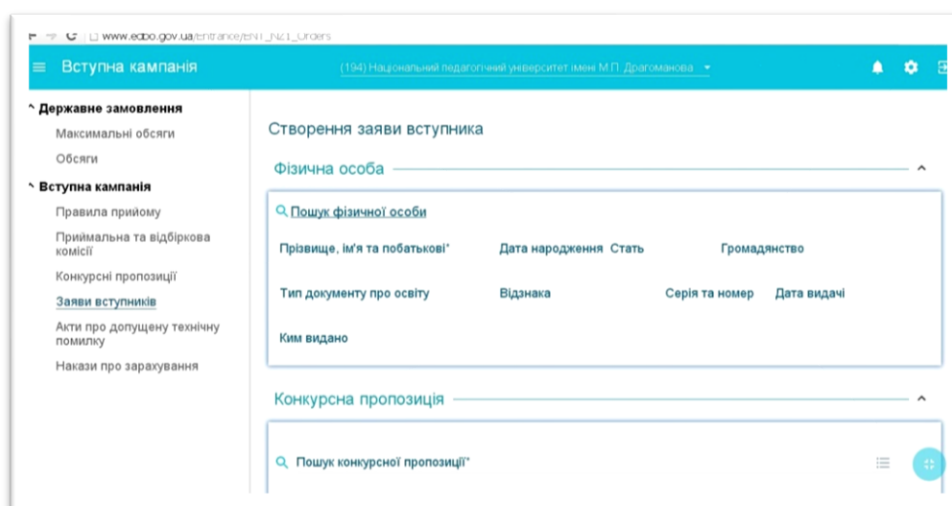 www.edbo.gov.ua/Entrance/ENT_NZ1_Orders
Вступна кампанія
(194) Національний педагогічний університет імені М.П. Драгоманова
^ Державне замовлення
Максимальні обсяги
Обсяги
^ Вступна кампанія
Правила прийому
Приймальна та відбіркова
комісії
Конкурсні пропозиції
Заяви вступників
Акти про допущену технічну
помилку
Накази про зарахування
Створення заяви вступника
Фізична особа
Пошук фізичної особи
Прізвище, ім'я та побатькові* Дата народження Стать Громадянство
Тип документу про освіту Відзнака Серія та номер Дата видачі
Ким видано
Конкурсна пропозиція
Пошук конкурсної пропозиції*